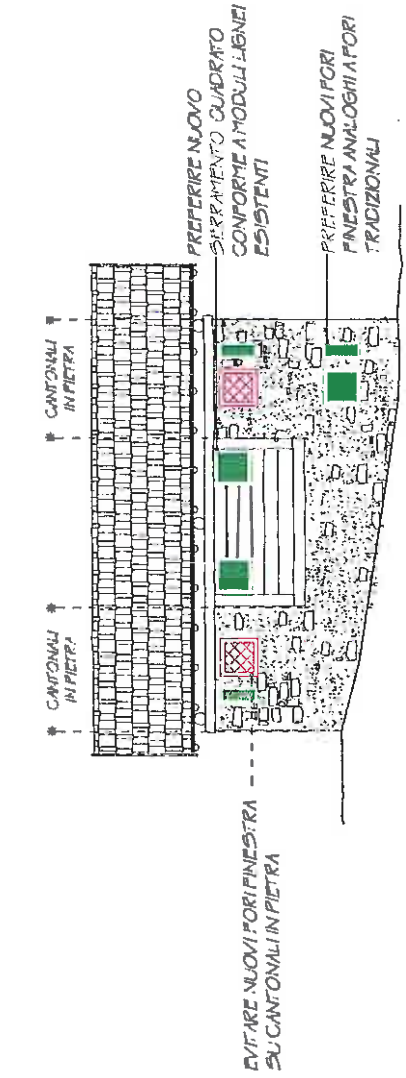 CANTONALI
IN PIETRA
CANTONALI
IN PIETRA
PREFERIRE NUOVO
SERRAMENTO QUADRATO
CONFORME A MODULI LIGNEI
ESISTENTI
PREFERIRE NUOVI FORI
FINESTRA ANALOGHI A FORI
TRADIZIONALI
EVITARE NUOVI FORI FINESTRA
SU CANTONALI IN PIETRA